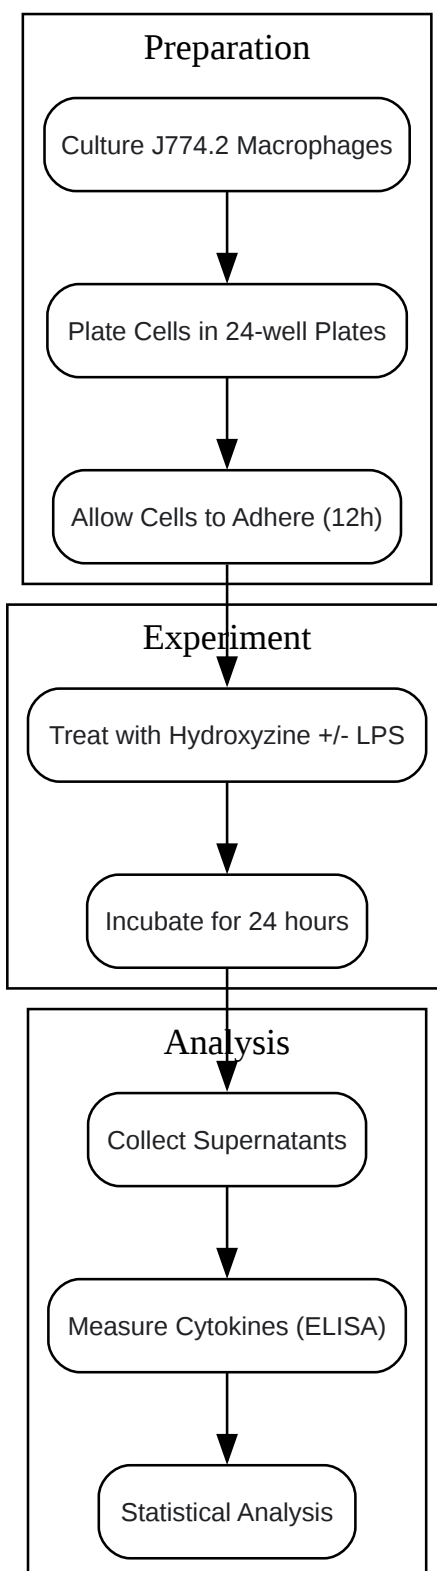 Preparation
Culture J774.2 Macrophages
Plate Cells in 24-well Plates
Allow Cells to Adhere (12h)
Experiment
Treat with Hydroxyzine +/- LPS
Incubate for 24 hours
Analysis
Collect Supernatants
Measure Cytokines (ELISA)
Statistical Analysis